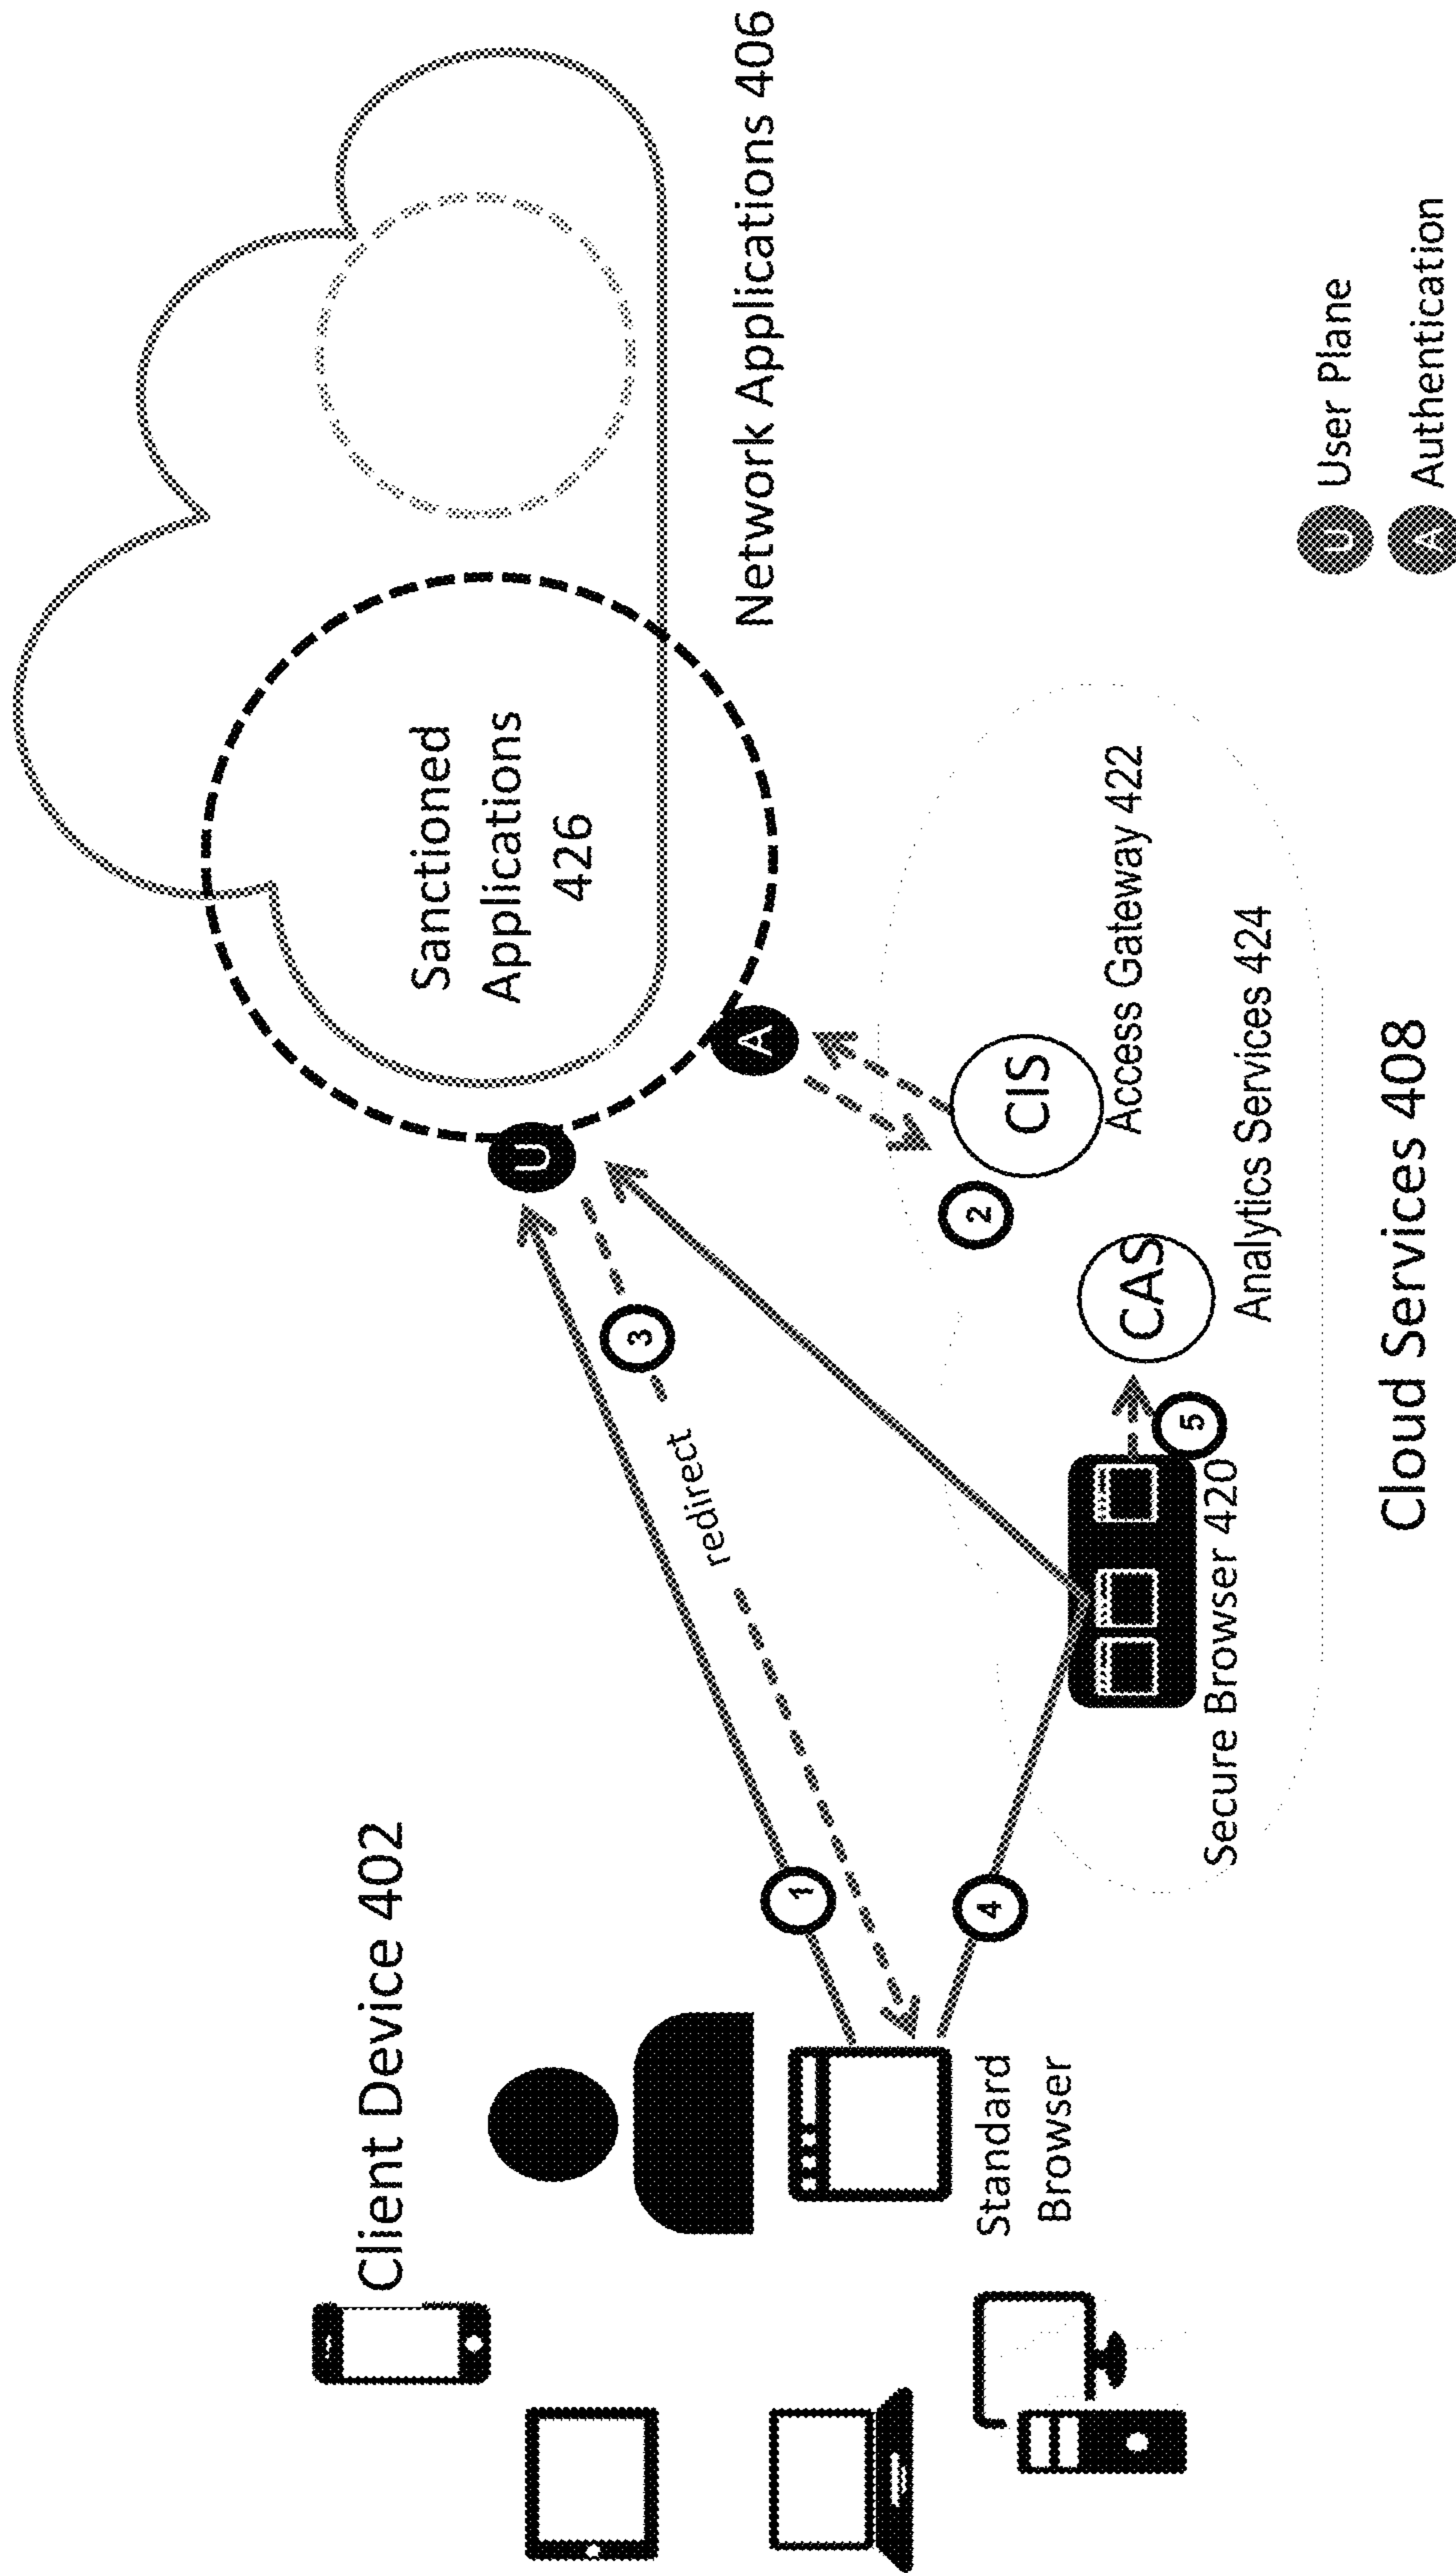 Client Device 402
Standard
Browser
1
redirect
3
4
U
A
Sanctioned
Applications
426
Network Applications 406
2
CIS
Access Gateway 422
CAS
Analytics Services 424
5
Secure Browser 420
Cloud Services 408
U User Plane
A Authentication